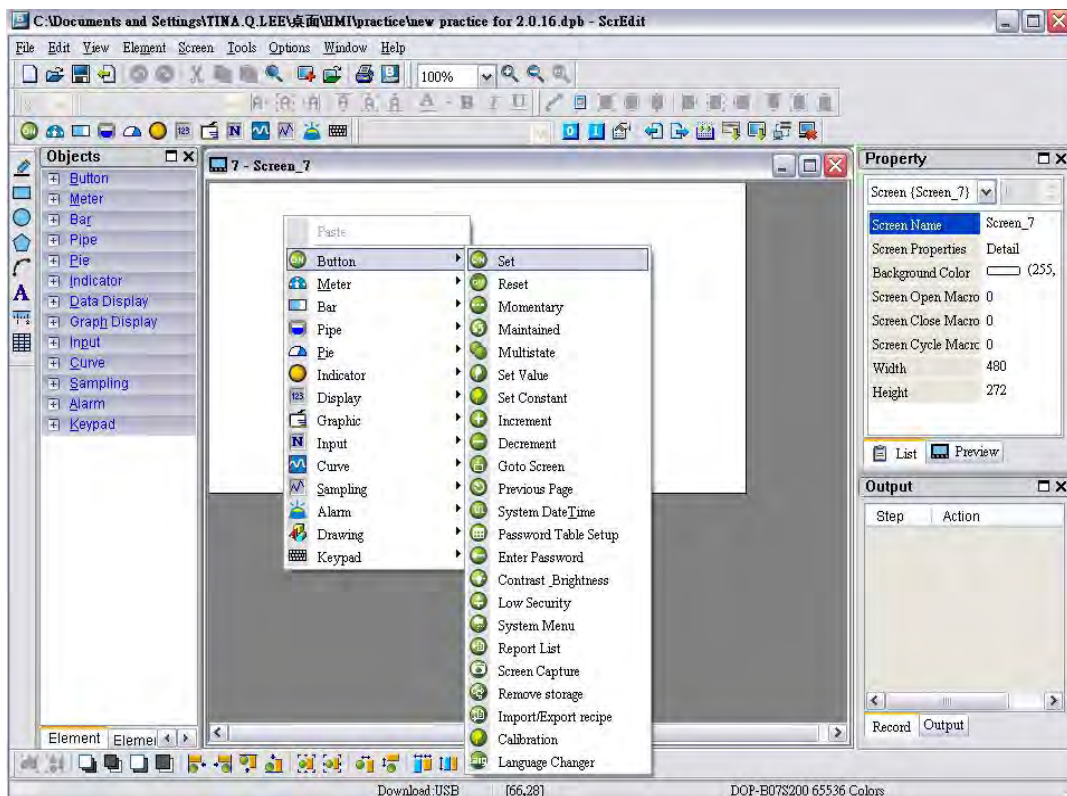 C:\Documents and Settings\TINA.Q.LEE\桌面\HMI\practice\new practice for 2.0.16.dpb - ScrEdit
File Edit View Element Screen Tools Options Window Help
100%
Objects
Button
Meter
Bar
Pipe
Pie
Indicator
Data Display
Graph Display
Input
Curve
Sampling
Alarm
Keypad
Element
7 - Screen_7
Paste
Button
Meter
Bar
Pipe
Pie
Indicator
Display
Graphic
Input
Curve
Sampling
Alarm
Drawing
Keypad
Set
Reset
Momentary
Maintained
Multistate
Set Value
Set Constant
Increment
Decrement
Goto Screen
Previous Page
System DateTime
Password Table Setup
Enter Password
Contrast_Brightness
Low Security
System Menu
Report List
Screen Capture
Remove storage
Import/Export recipe
Calibration
Language Changer
Property
Screen {Screen_7}
Screen Name Screen_7
Screen Properties Detail
Background Color (255,
Screen Open Macro 0
Screen Close Macro 0
Screen Cycle Macrc 0
Width 480
Height 272
List Preview
Output
Step Action
Record Output
Download:USB [66,28] DOP-B07S200 65536 Colors